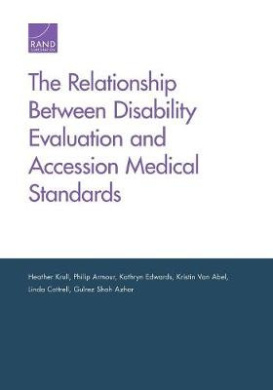 RAND
CORPORATION
The Relationship
Between Disability
Evaluation and
Accession Medical
Standards
Heather Krull, Philip Armour, Kathryn Edwards, Kristin Van Abel,
Linda Cottrell, Gulrez Shah Azhar